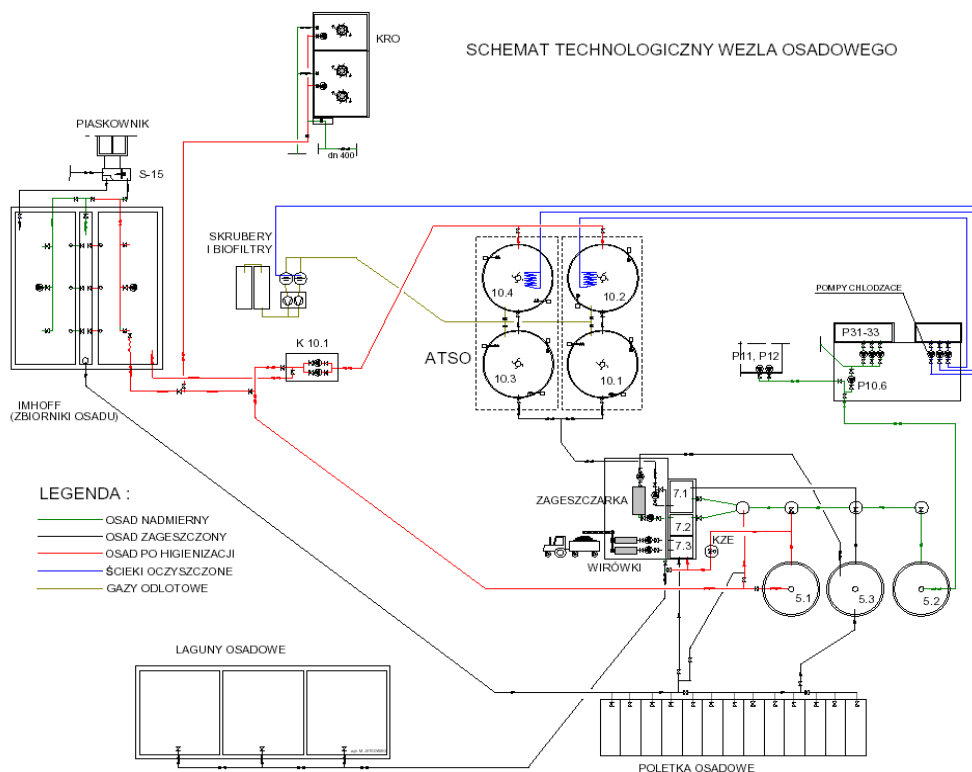 SCHEMAT TECHNOLOGICZNY WEZLA OSADOWEGO
KRO
PIASKOWNIK
S-15
dn 400
SKRUBERY
I BIOFILTRY
10.4
10.2
K 10.1
ATSO
10.3
10.1
POMPY CHLODZACE
P31-33
P11, P12
P10.6
IMHOFF
(ZBIORNIKI OSADU)
LEGENDA :
OSAD NADMIERNY
OSAD ZAGESZCZONY
OSAD PO HIGIENIZACJI
ŚCIEKI OCZYSZCZONE
GAZY ODLOTOWE
ZAGESZCZARKA
7.1
7.2
7.3
WIRÓWKI
KZE
5.1
5.3
5.2
LAGUNY OSADOWE
POLETKA OSADOWE